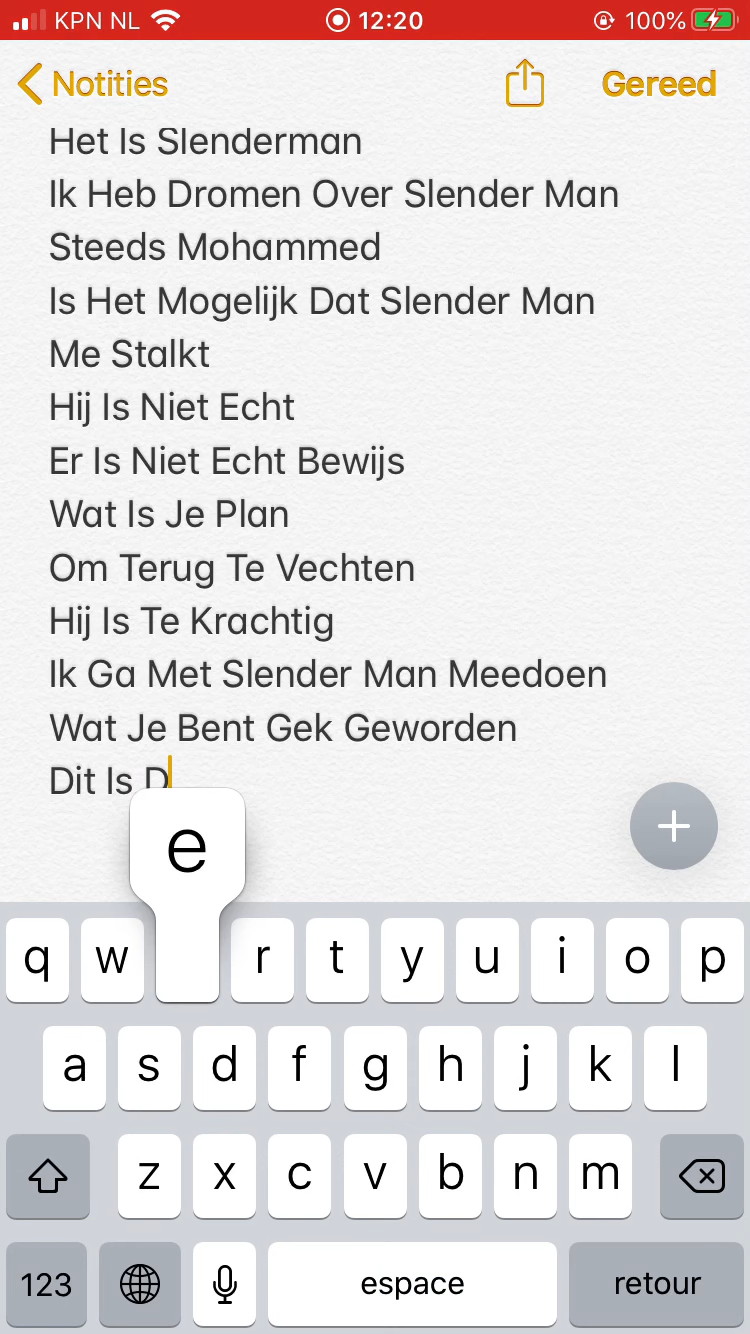 KPN NL 12:20 100%
Notities Gereed
Het Is Slenderman
Ik Heb Dromen Over Slender Man
Steeds Mohammed
Is Het Mogelijk Dat Slender Man
Me Stalkt
Hij Is Niet Echt
Er Is Niet Echt Bewijs
Wat Is Je Plan
Om Terug Te Vechten
Hij Is Te Krachtig
Ik Ga Met Slender Man Meedoen
Wat Je Bent Gek Geworden
Dit Is D
e
q w r t y u i o p
a s d f g h j k l
z x c v b n m
123 espace retour